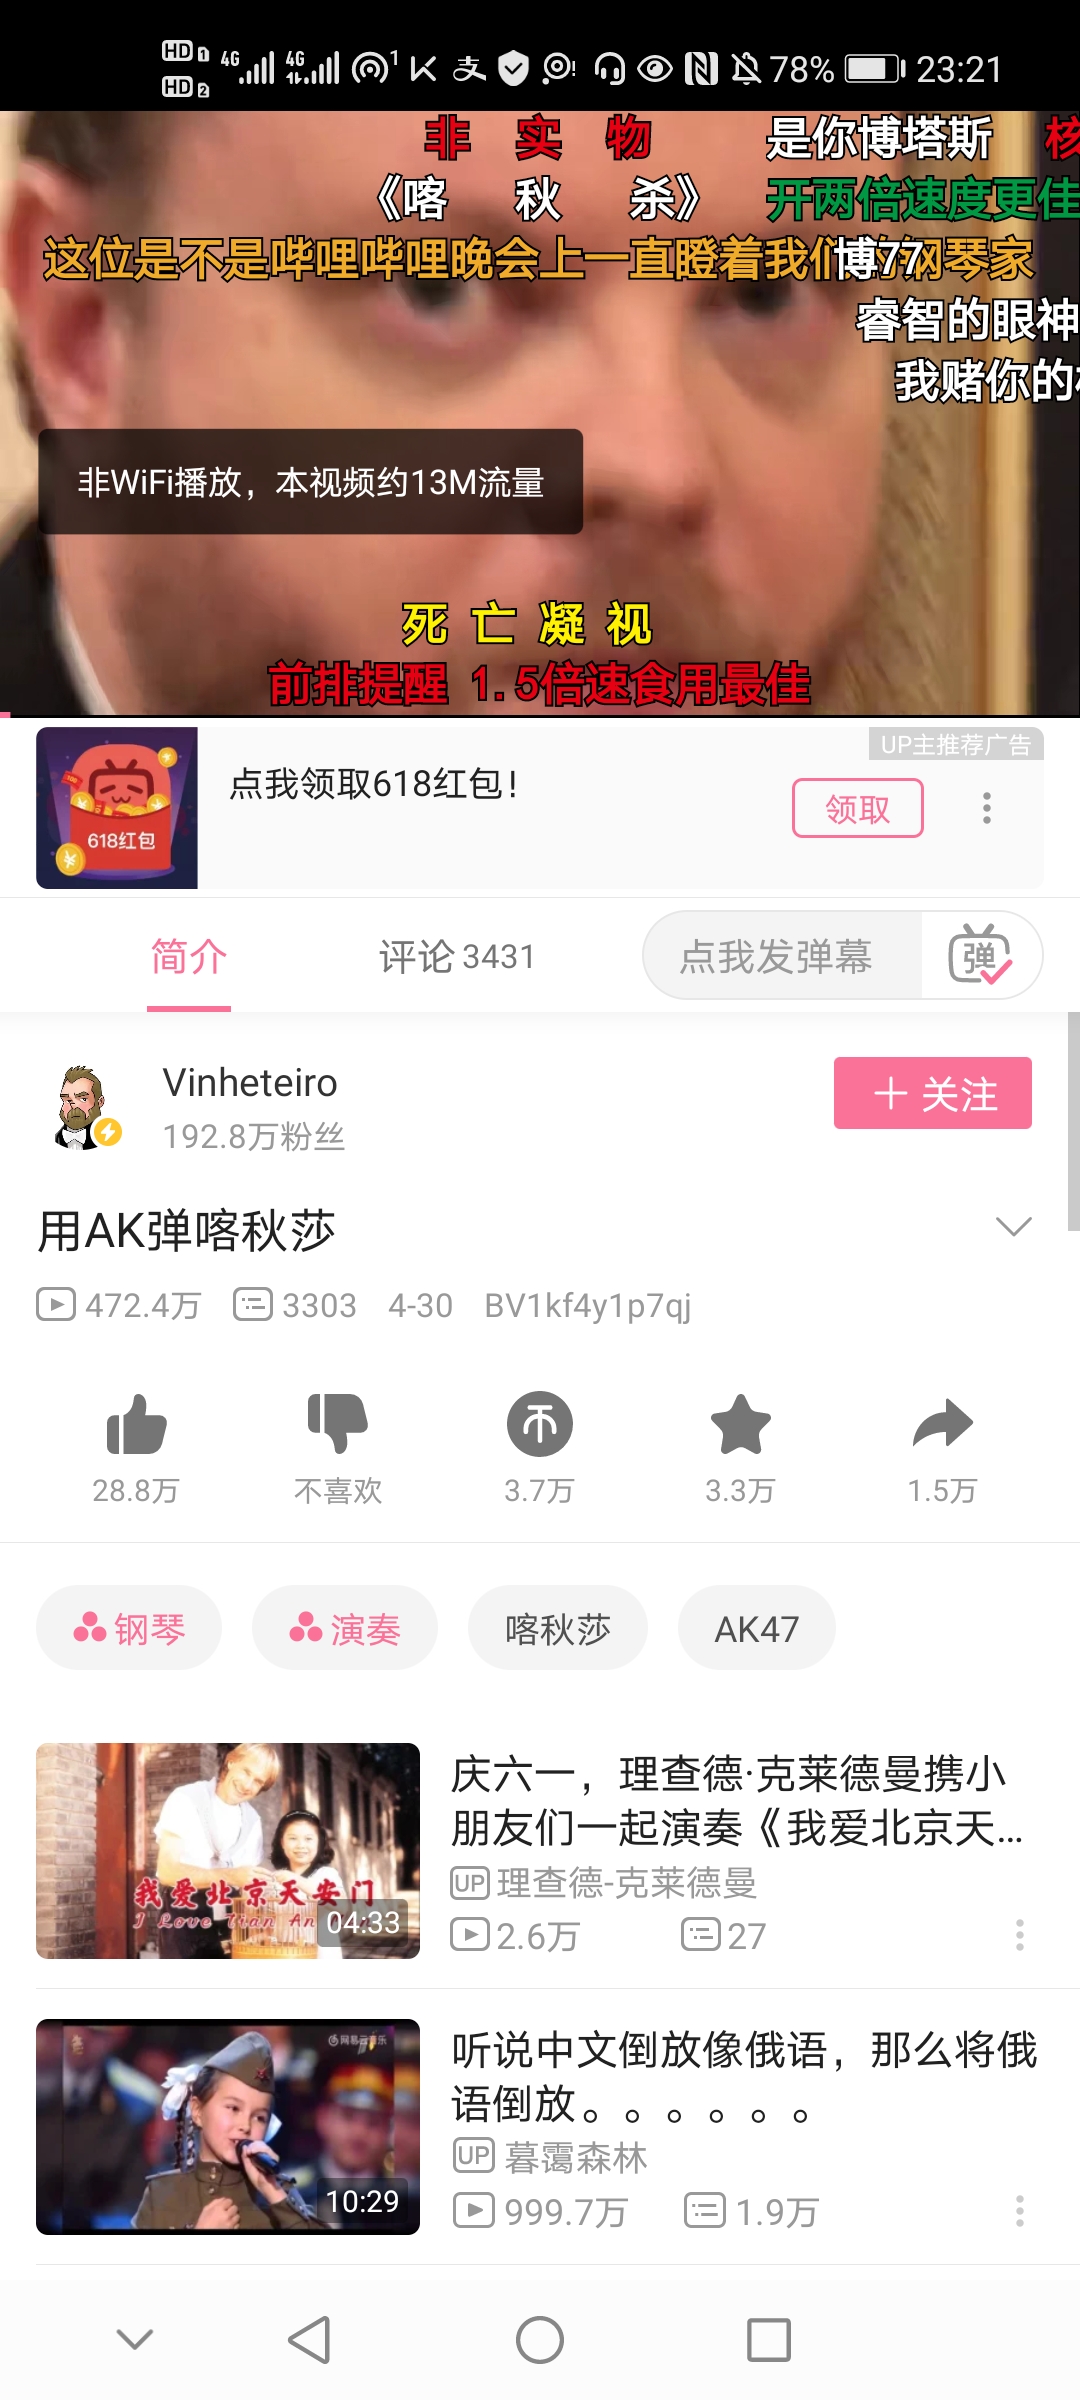 HD 1 4G 4G 1 78% 23:21
HD 2
非 实 物 是你博塔斯
《喀 秋 杀》 开两倍速度更佳
这位是不是哔哩哔哩晚会上一直瞪着我们的钢琴家 博77
睿智的眼神
我赌你的
非WiFi播放，本视频约13M流量
死 亡 凝 视
前排提醒 1.5倍速食用最佳
618红包
点我领取618红包！
UP主推荐广告
领取
简介 评论 3431 点我发弹幕 弹
Vinheteiro
192.8万粉丝
＋ 关注
用AK弹喀秋莎
472.4万 3303 4-30 BV1kf4y1p7qj
28.8万 不喜欢 3.7万 3.3万 1.5万
钢琴 演奏 喀秋莎 AK47
我爱北京天安门
I Love Tian An
04:33
庆六一，理查德·克莱德曼携小
朋友们一起演奏《我爱北京天...
UP 理查德-克莱德曼
2.6万 27
网易云音乐
10:29
听说中文倒放像俄语，那么将俄
语倒放。。。。。。
UP 暮霭森林
999.7万 1.9万